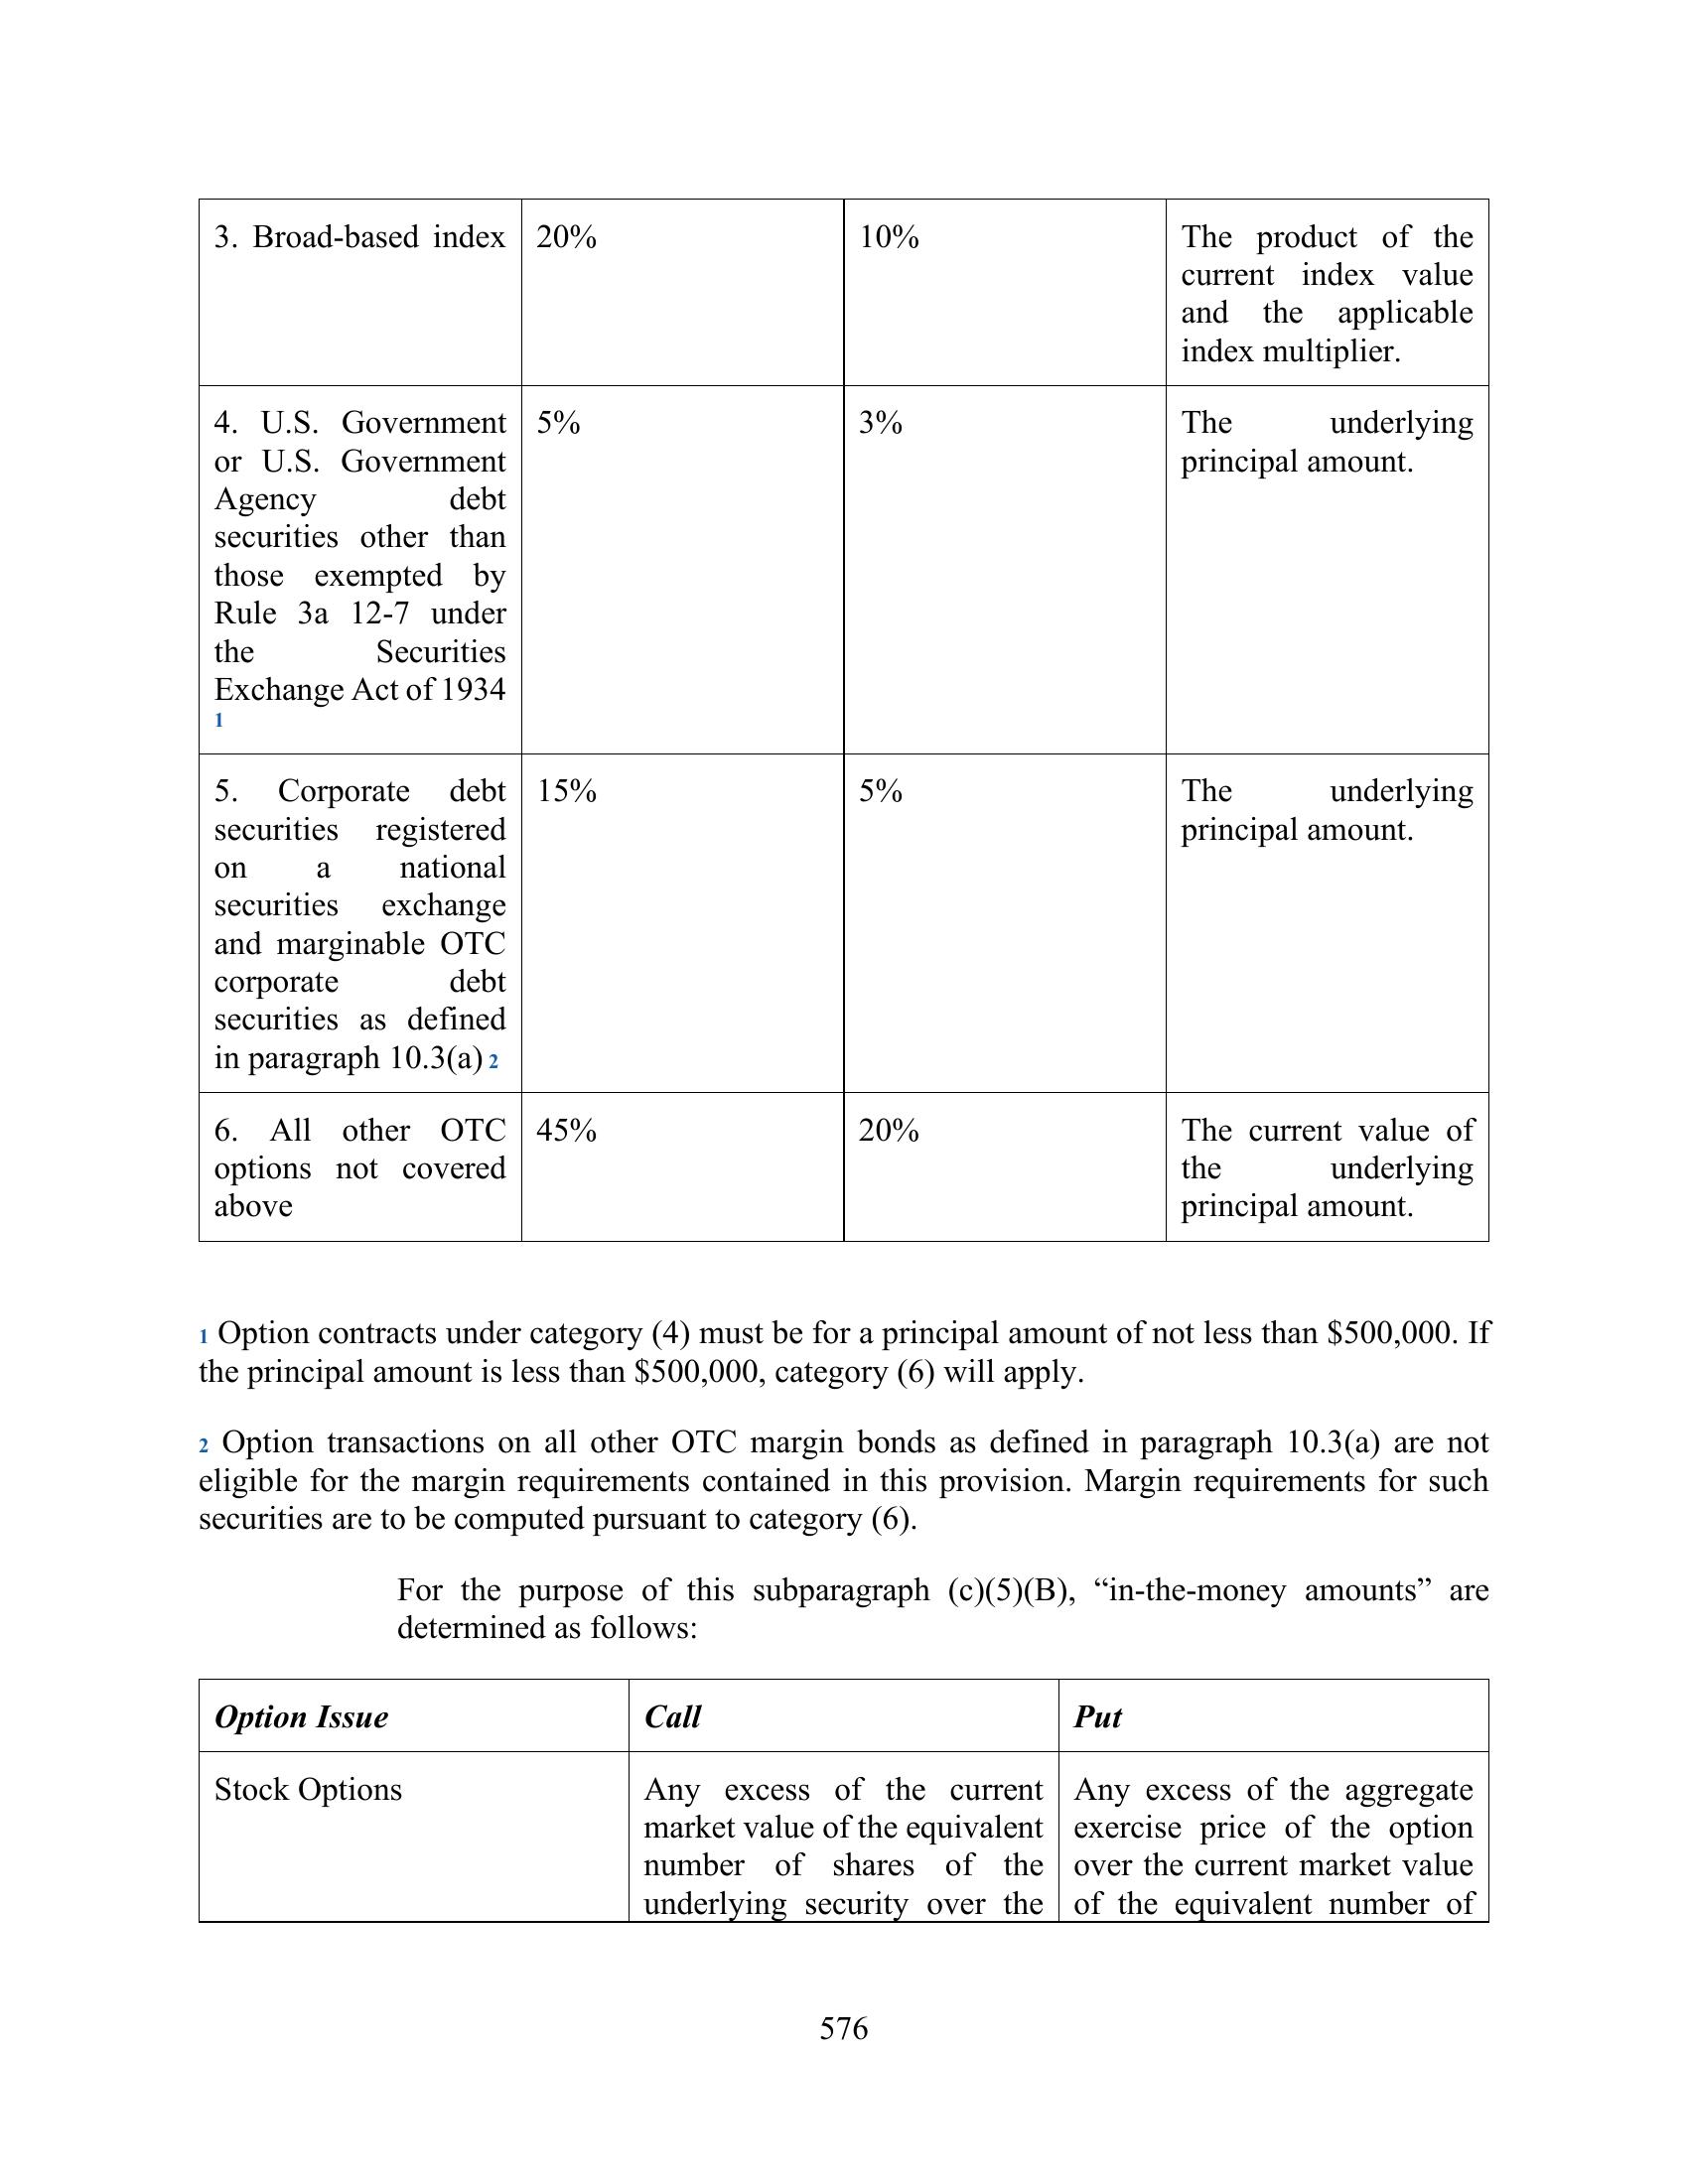 3. Broad-based index
20%
10%
The product of the
current index value
and the applicable
index multiplier.
4. U.S. Government
or U.S. Government
Agency debt
securities other than
those exempted by
Rule 3a 12-7 under
the Securities
Exchange Act of 1934
1
5%
3%
The underlying
principal amount.
5. Corporate debt
securities registered
on a national
securities exchange
and marginable OTC
corporate debt
securities as defined
in paragraph 10.3(a) 2
15%
5%
The underlying
principal amount.
6. All other OTC
options not covered
above
45%
20%
The current value of
the underlying
principal amount.
1 Option contracts under category (4) must be for a principal amount of not less than $500,000. If
the principal amount is less than $500,000, category (6) will apply.
2 Option transactions on all other OTC margin bonds as defined in paragraph 10.3(a) are not
eligible for the margin requirements contained in this provision. Margin requirements for such
securities are to be computed pursuant to category (6).
For the purpose of this subparagraph (c)(5)(B), “in-the-money amounts” are
determined as follows:
Option Issue
Call
Put
Stock Options
Any excess of the current
market value of the equivalent
number of shares of the
underlying security over the
Any excess of the aggregate
exercise price of the option
over the current market value
of the equivalent number of
576